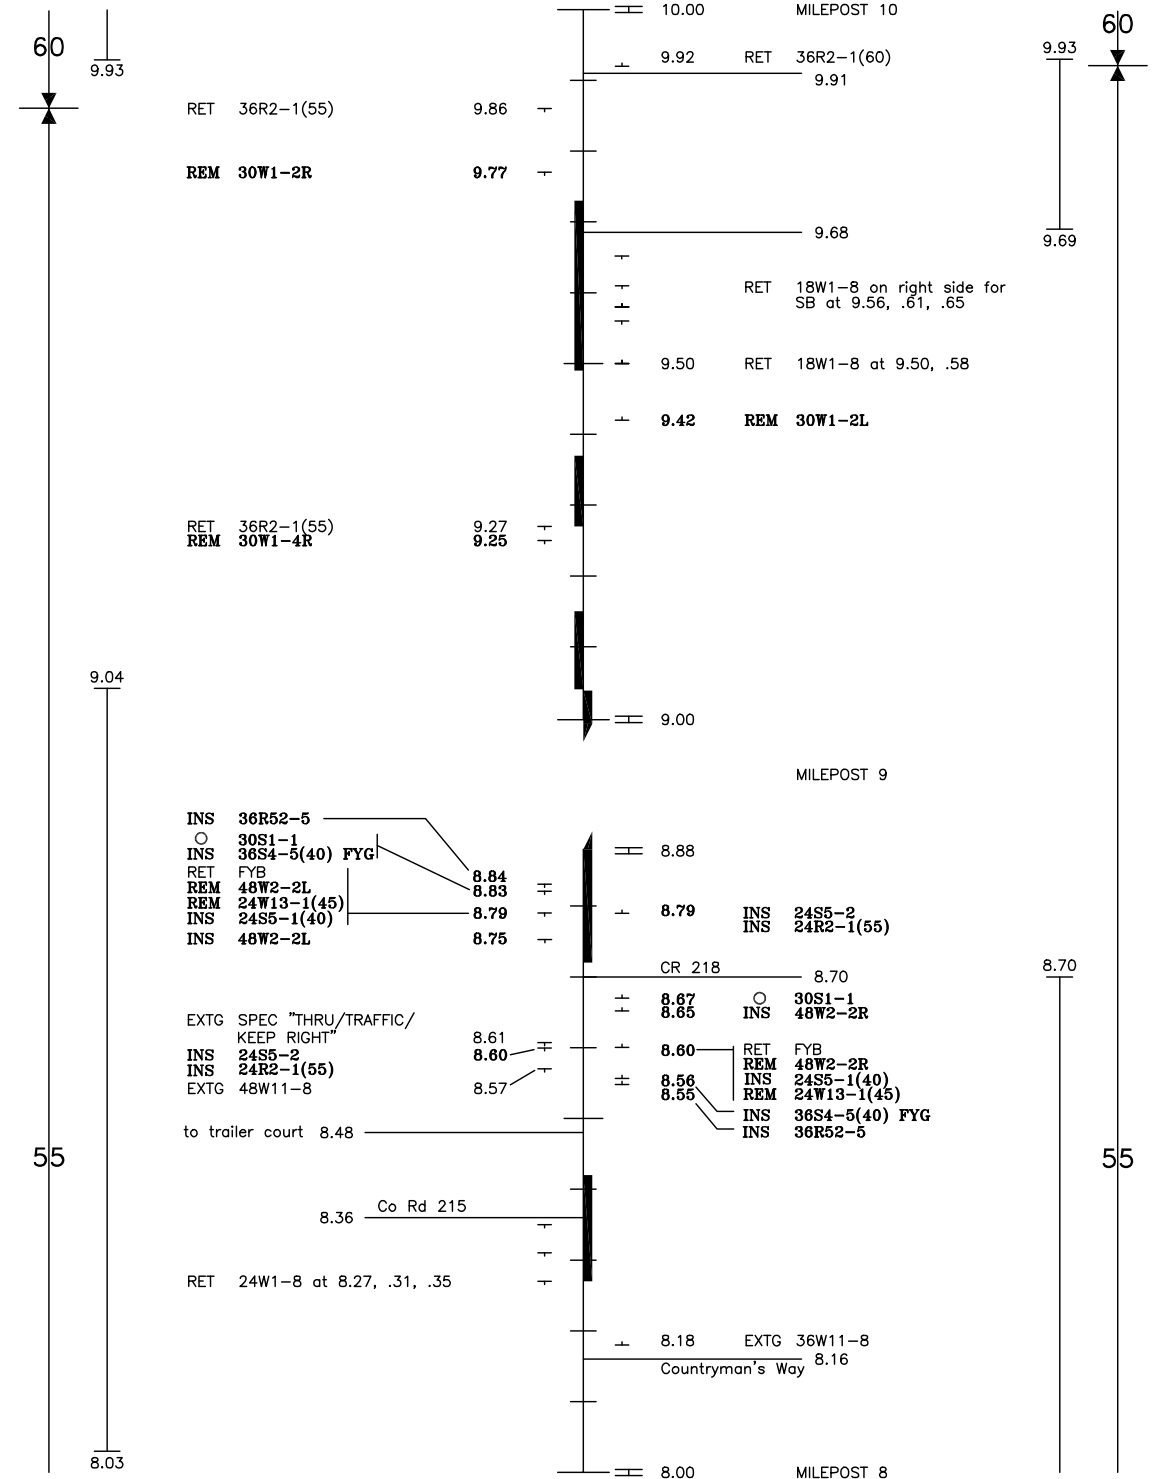 10.00 MILEPOST 10
60
60
9.93
9.92 RET 36R2-1(60)
9.93
9.91
RET 36R2-1(55) 9.86
REM 30W1-2R 9.77
9.68
9.69
RET 18W1-8 on right side for
SB at 9.56, .61, .65
9.50 RET 18W1-8 at 9.50, .58
9.42 REM 30W1-2L
RET 36R2-1(55) 9.27
REM 30W1-4R 9.25
9.04
9.00
MILEPOST 9
INS 36R52-5
30S1-1
INS 36S4-5(40) FYG
8.88
RET FYB
8.84
REM 48W2-2L
8.83
REM 24W13-1(45)
INS 24S5-1(40)
8.79
8.79 INS 24S5-2
INS 24R2-1(55)
INS 48W2-2L 8.75
CR 218
8.70
8.70
8.67 30S1-1
8.65 INS 48W2-2R
EXTG SPEC "THRU/TRAFFIC/
KEEP RIGHT" 8.61
INS 24S5-2 8.60
INS 24R2-1(55)
EXTG 48W11-8 8.57
8.60 RET FYB
REM 48W2-2R
8.56 INS 24S5-1(40)
8.55 REM 24W13-1(45)
INS 36S4-5(40) FYG
INS 36R52-5
to trailer court 8.48
55
55
Co Rd 215
8.36
RET 24W1-8 at 8.27, .31, .35
8.18 EXTG 36W11-8
8.16
Countryman's Way
8.03
8.00 MILEPOST 8